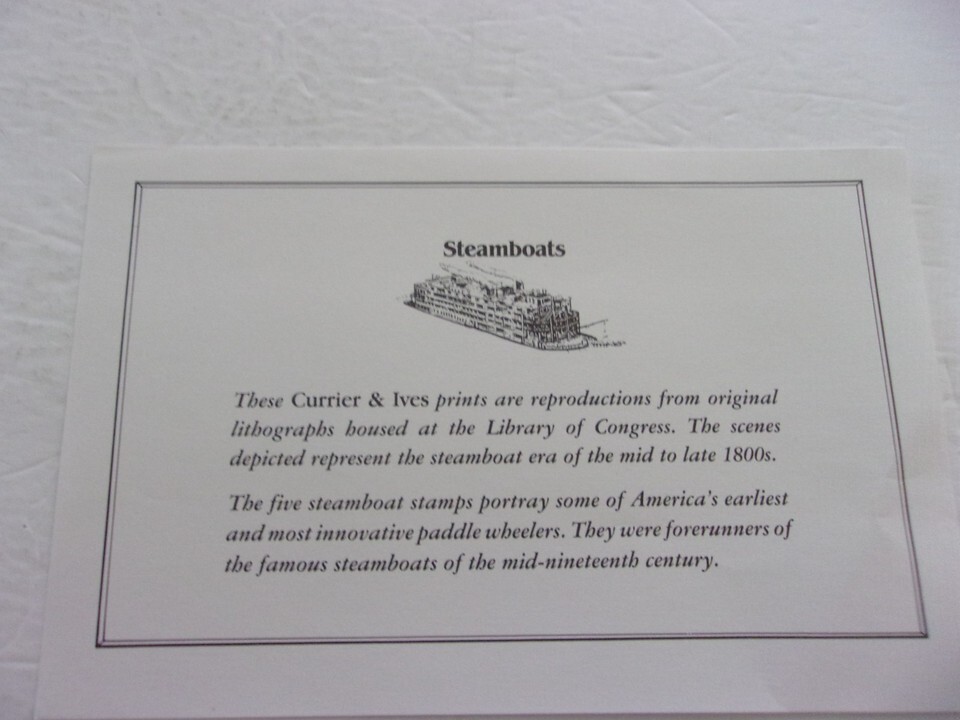 Steamboats
These Currier & Ives prints are reproductions from original
lithographs housed at the Library of Congress. The scenes
depicted represent the steamboat era of the mid to late 1800s.
The five steamboat stamps portray some of America's earliest
and most innovative paddle wheelers. They were forerunners of
the famous steamboats of the mid-nineteenth century.